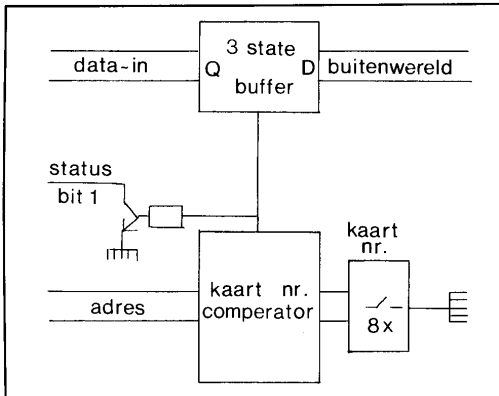 3 state
data~in
Q
D
buitenwereld
buffer
status
bit 1
kaart
nr.
kaart nr.
comperator
adres
8x